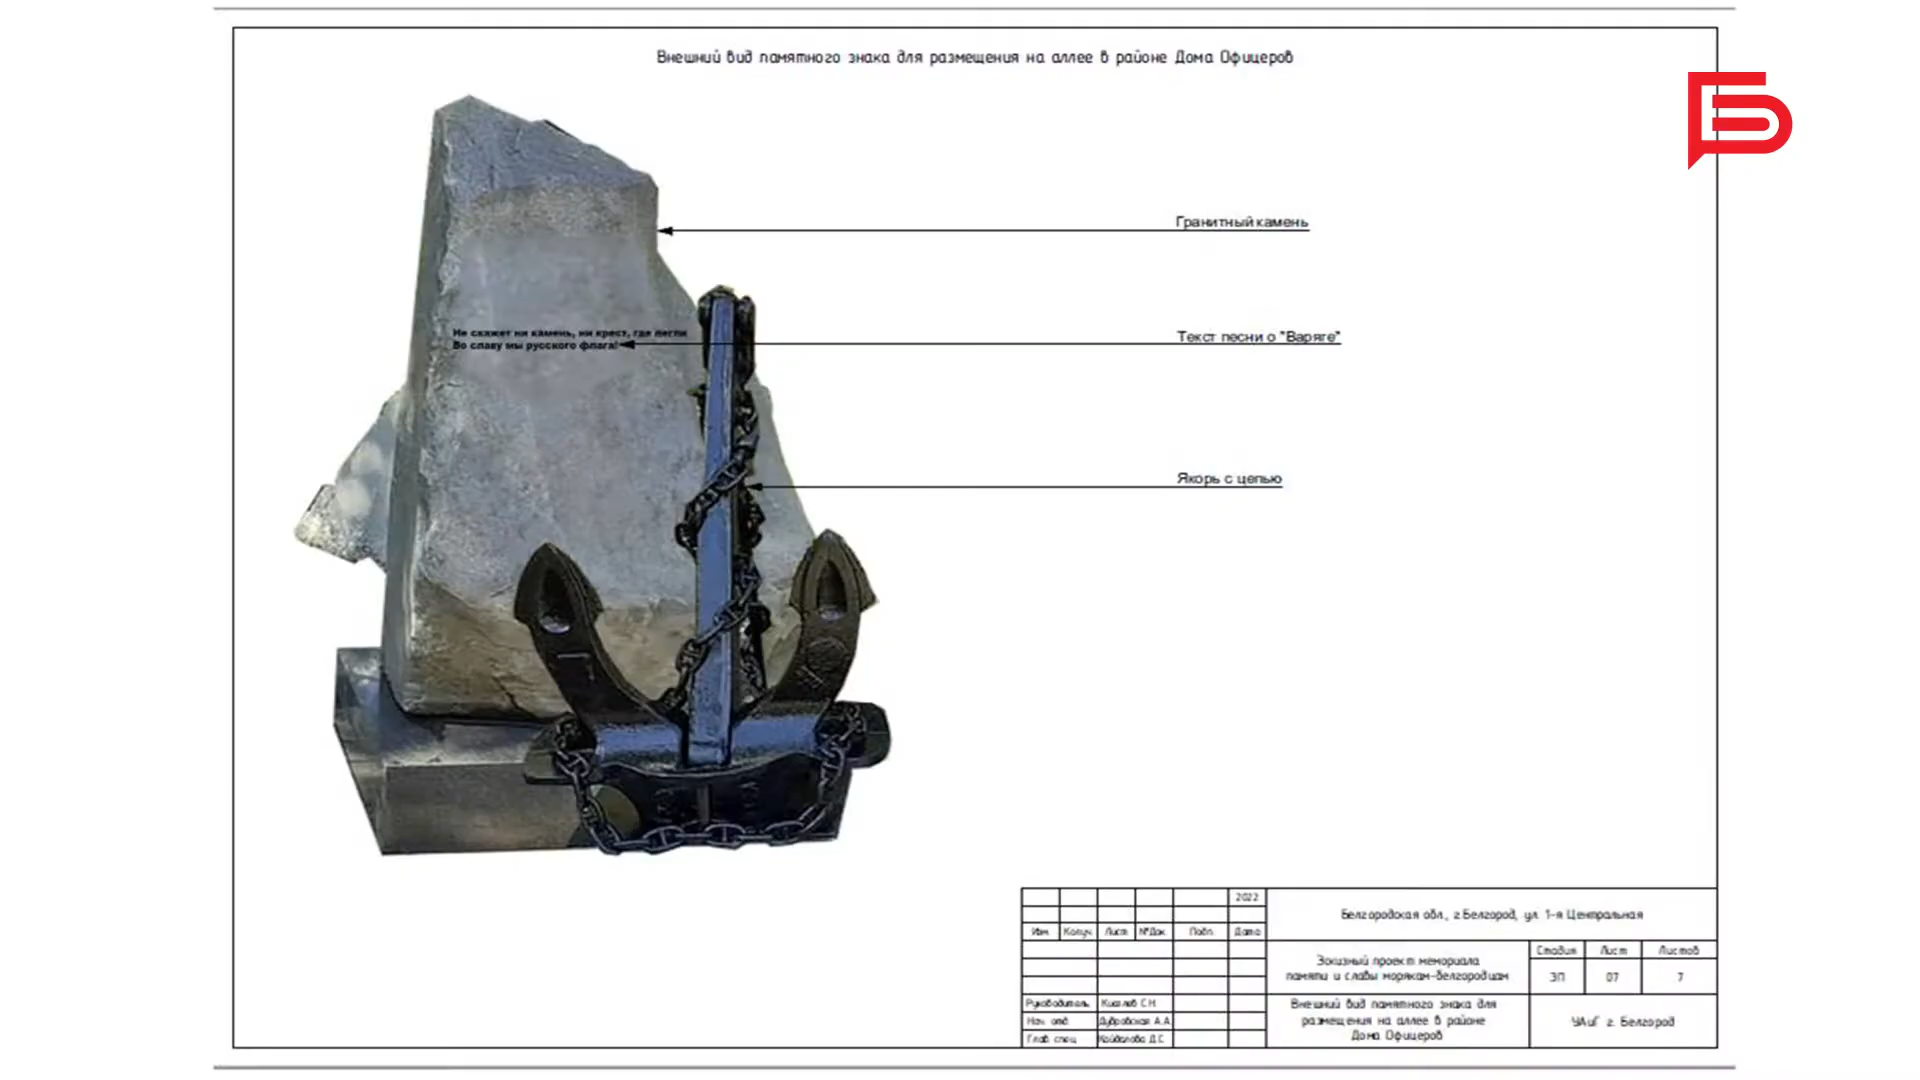 Внешний вид памятного знака для размещения на аллее в районе Дома Офицеров
Б
Гранитный камень
Не скажет ни камень, ни крест, где легли
Во славу мы русского флага!
Текст песни о "Варяге"
Якорь с цепью
2022
Белгородская обл., г.Белгород, ул. 1-я Центральная
Изм. Кол.уч. Лист №Док. Подп. Дата
Эскизный проект мемориала
памяти и славы морякам-белгородцам
Стадия Лист Листов
ЭП 07 7
Руководитель Киселев С.Н.
Нач. отд. Дубровская А.А.
Глав. спец. Д.С.
Внешний вид памятного знака для
размещения на аллее в районе
Дома Офицеров
УАиГ г. Белгород